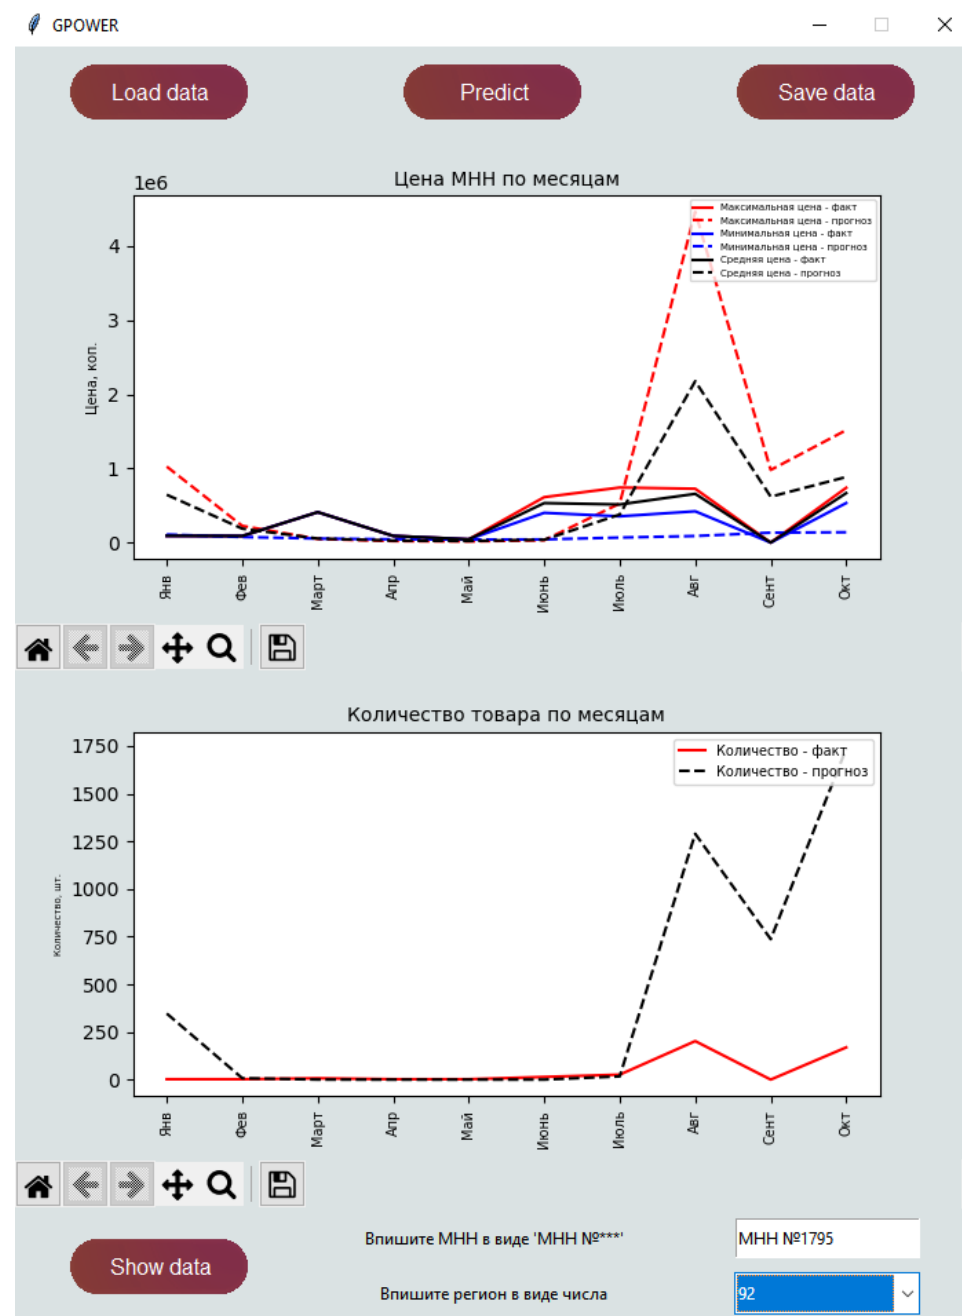 GPOWER
Load data
Predict
Save data
Цена МНН по месяцам
1e6
Максимальная цена - факт
Максимальная цена - прогноз
Минимальная цена - факт
Минимальная цена - прогноз
Средняя цена - факт
Средняя цена - прогноз
4
3
2
1
0
Цена, коп.
Янв
Фев
Март
Апр
Май
Июнь
Июль
Авг
Сент
Окт
Количество товара по месяцам
Количество - факт
Количество - прогноз
1750
1500
1250
1000
750
500
250
0
Количество, шт.
Янв
Фев
Март
Апр
Май
Июнь
Июль
Авг
Сент
Окт
Show data
Впишите МНН в виде 'МНН №***'
МНН №1795
Впишите регион в виде числа
92